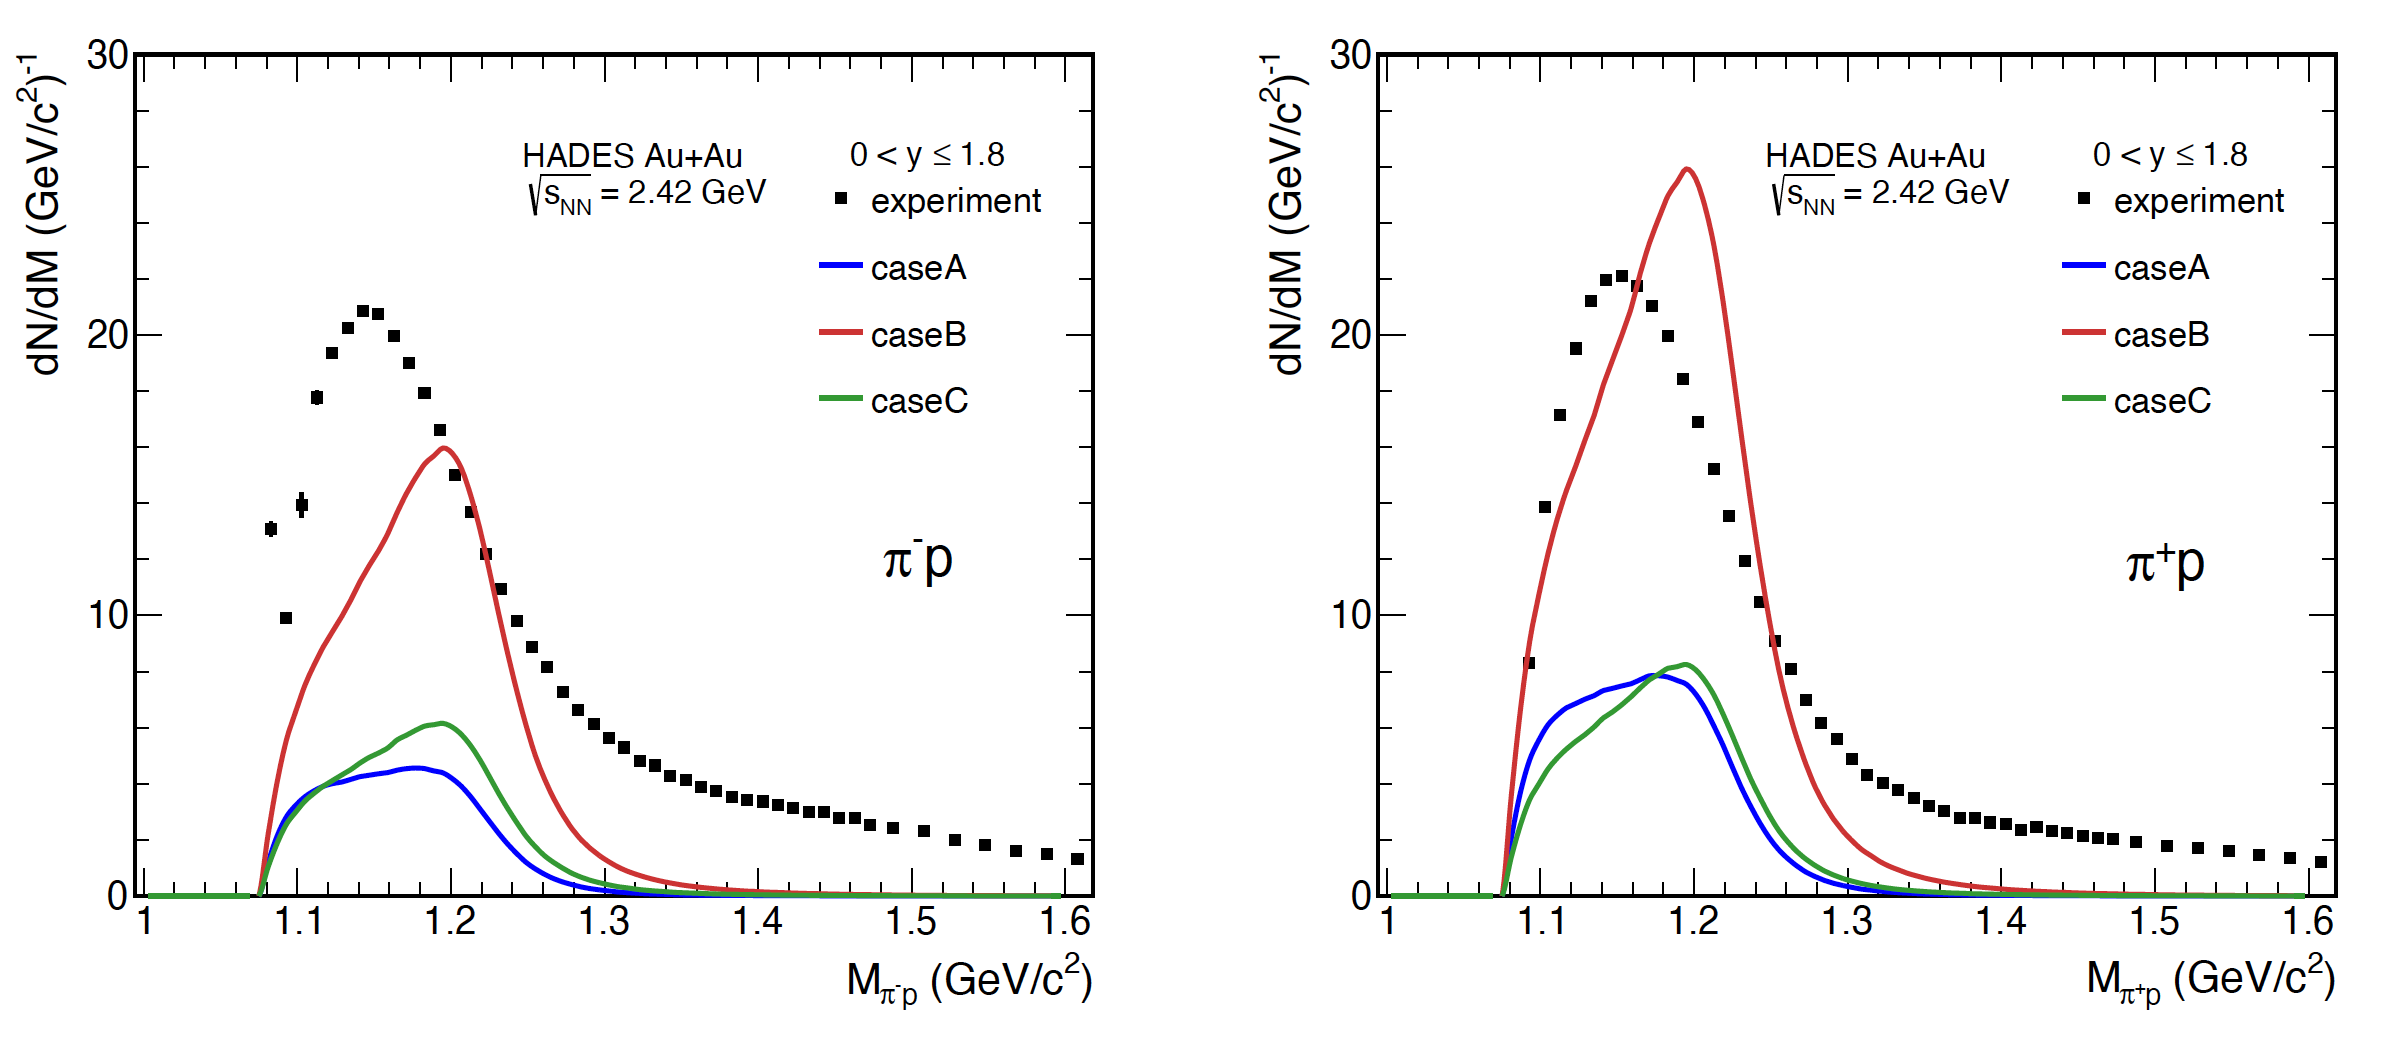 dN/dM (GeV/c²)⁻¹
30
20
10
0
HADES Au+Au
√sNN = 2.42 GeV
0 < y ≤ 1.8
experiment
caseA
caseB
caseC
π⁻p
1 1.1 1.2 1.3 1.4 1.5 1.6
Mπ⁻p (GeV/c²)
dN/dM (GeV/c²)⁻¹
30
20
10
0
HADES Au+Au
√sNN = 2.42 GeV
0 < y ≤ 1.8
experiment
caseA
caseB
caseC
π⁺p
1 1.1 1.2 1.3 1.4 1.5 1.6
Mπ⁺p (GeV/c²)